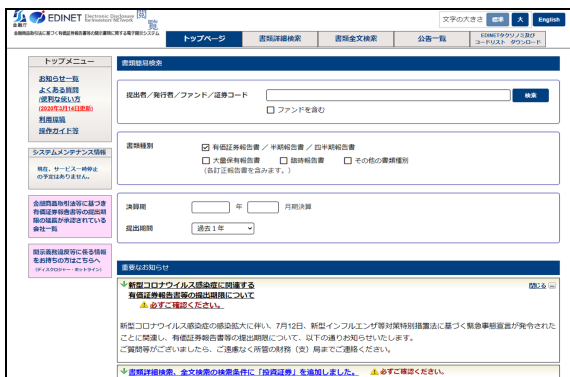 金融庁 EDINET Electronic Disclosure for Investors' NETwork 閲覧
文字の大きさ 標準 大 English
金融商品取引法に基づく有価証券報告書等の開示書類に関する電子開示システム
トップページ 書類詳細検索 書類全文検索 公告一覧 EDINETタクソノミ及びコードリスト ダウンロード
トップメニュー
お知らせ一覧
よくある質問
/便利な使い方
(2020年3月14日更新)
利用環境
操作ガイド等
システムメンテナンス情報
現在、サービス一時停止
の予定はありません。
金融商品取引法等に基づき
有価証券報告書等の提出期
限の延長が承認されている
会社一覧
開示義務違反等に係る情報
をお持ちの方はこちらへ
(ディスクロージャー・ホットライン)
書類簡易検索
提出者/発行者/ファンド/証券コード 検索
ファンドを含む
書類種別 有価証券報告書 / 半期報告書 / 四半期報告書
大量保有報告書 臨時報告書 その他の書類種別
(各訂正報告書を含みます。)
決算期 年 月期決算
提出期間 過去1年
重要なお知らせ
新型コロナウイルス感染症に関連する 閉じる
有価証券報告書等の提出期限について
必ずご確認ください。
新型コロナウイルス感染症の感染拡大に伴い、7月12日、新型インフルエンザ等対策特別措置法に基づく緊急事態宣言が発令された
ことに関連し、有価証券報告書等の提出期限について、以下の通りお知らせいたします。
ご質問等がございましたら、ご遠慮なく所管の財務(支)局までご連絡ください。
書類詳細検索、全文検索の検索条件に「投資証券」を追加しました。 必ずご確認ください。